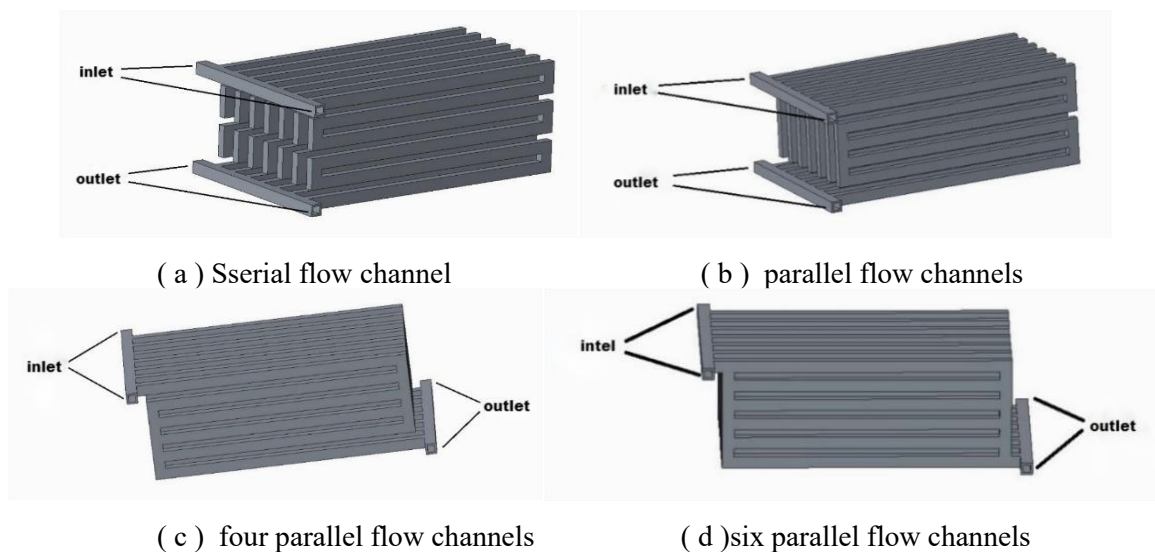 inlet
inlet
outlet
outlet
( a ) Sserial flow channel
( b ) parallel flow channels
inlet
outlet
intel
outlet
( c ) four parallel flow channels
( d )six parallel flow channels